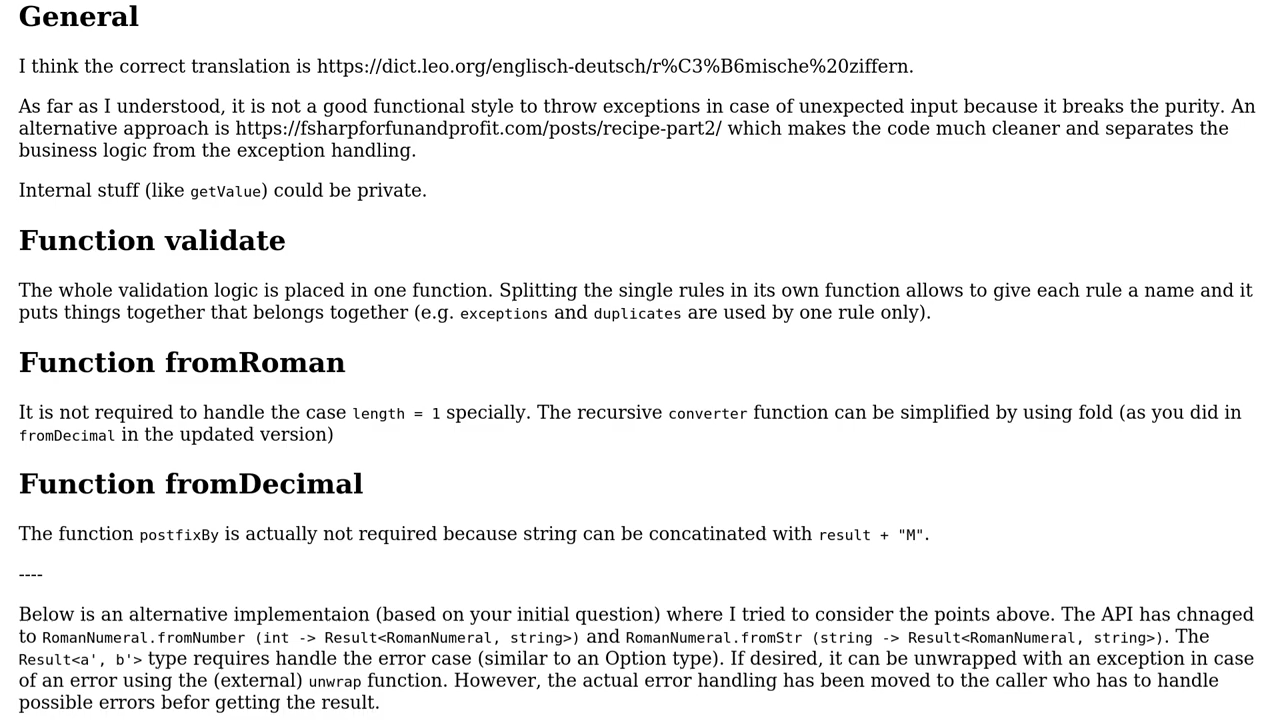 General
I think the correct translation is https://dict.leo.org/englisch-deutsch/r%C3%B6mische%20ziffern.
As far as I understood, it is not a good functional style to throw exceptions in case of unexpected input because it breaks the purity. An
alternative approach is https://fsharpforfunandprofit.com/posts/recipe-part2/ which makes the code much cleaner and separates the
business logic from the exception handling.
Internal stuff (like getValue) could be private.
Function validate
The whole validation logic is placed in one function. Splitting the single rules in its own function allows to give each rule a name and it
puts things together that belongs together (e.g. exceptions and duplicates are used by one rule only).
Function fromRoman
It is not required to handle the case length = 1 specially. The recursive converter function can be simplified by using fold (as you did in
fromDecimal in the updated version)
Function fromDecimal
The function postfixBy is actually not required because string can be concatinated with result + "M".
----
Below is an alternative implementaion (based on your initial question) where I tried to consider the points above. The API has chnaged
to RomanNumeral.fromNumber (int -> Result<RomanNumeral, string>) and RomanNumeral.fromStr (string -> Result<RomanNumeral, string>). The
Result<a', b'> type requires handle the error case (similar to an Option type). If desired, it can be unwrapped with an exception in case
of an error using the (external) unwrap function. However, the actual error handling has been moved to the caller who has to handle
possible errors befor getting the result.